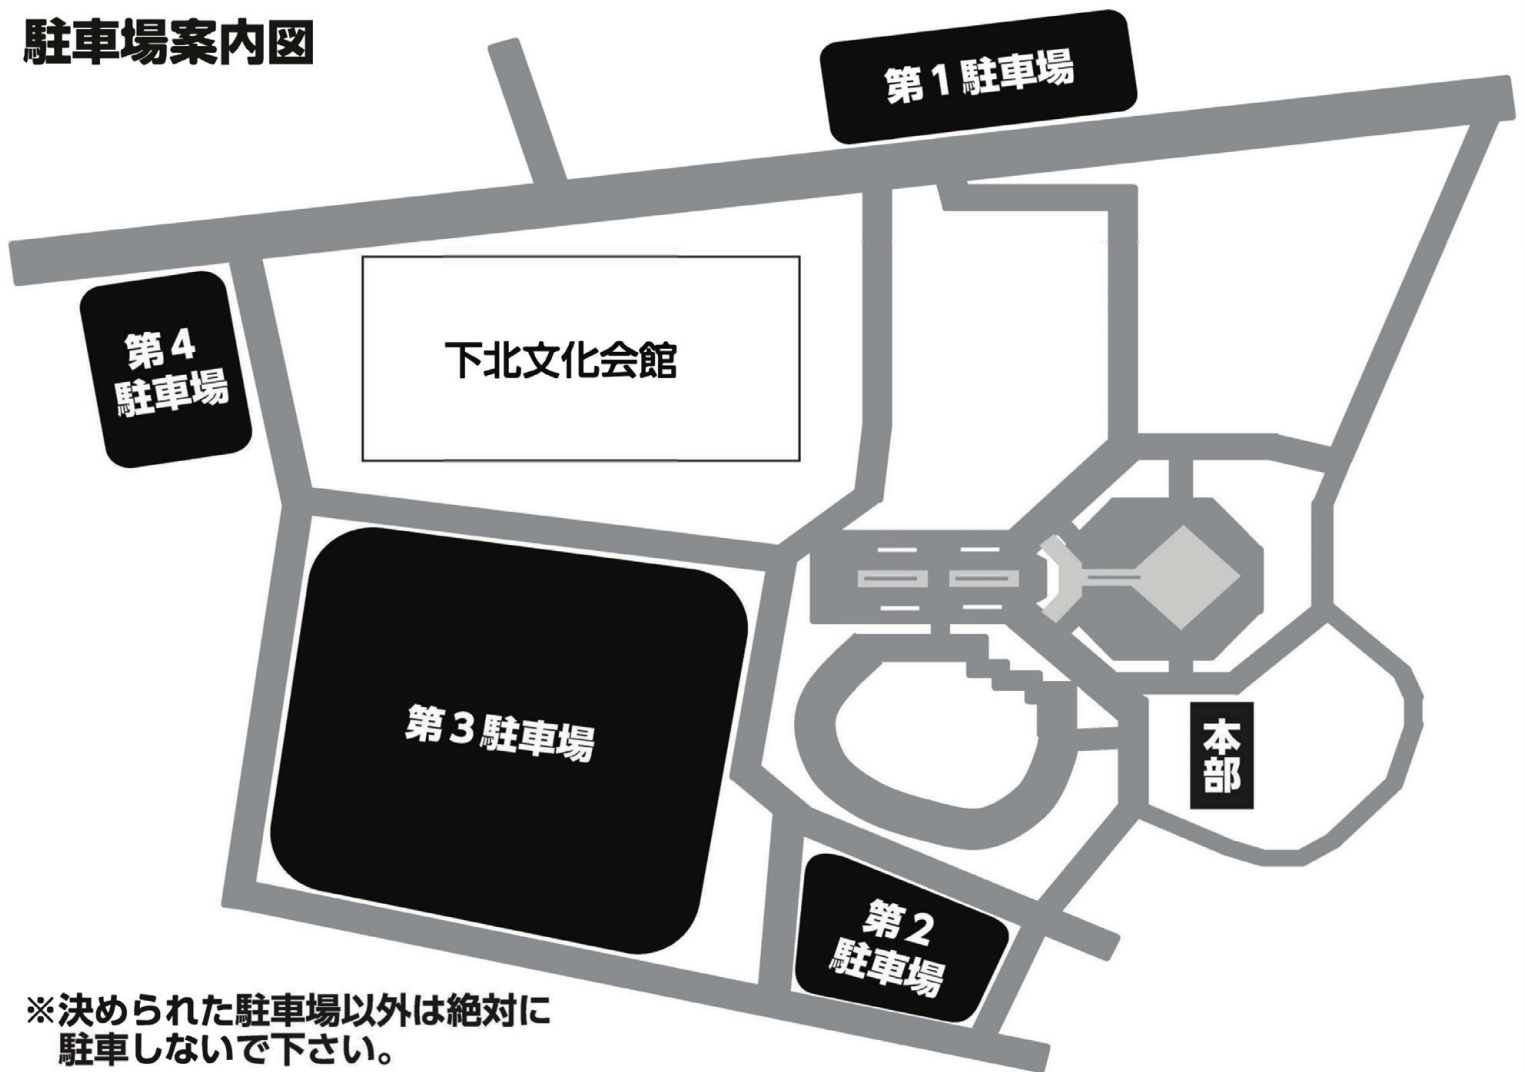 駐車場案内図
第１駐車場
第４
駐車場
下北文化会館
第３駐車場
本部
第２
駐車場
※決められた駐車場以外は絶対に
駐車しないで下さい。